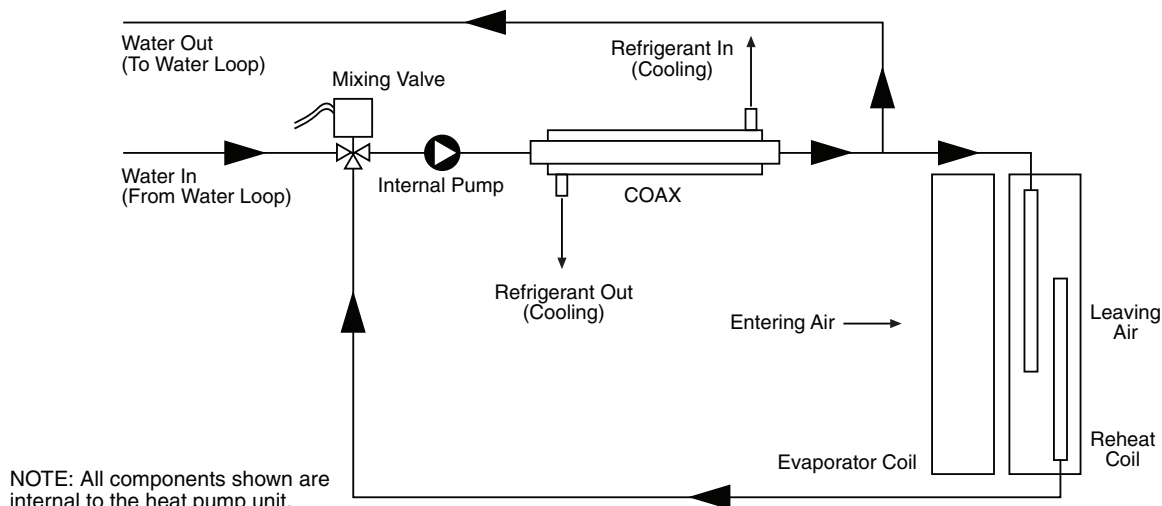 Water Out
(To Water Loop)
Refrigerant In
(Cooling)
Mixing Valve
Water In
(From Water Loop)
Internal Pump
COAX
Refrigerant Out
(Cooling)
Entering Air
Leaving
Air
Evaporator Coil
Reheat
Coil
NOTE: All components shown are
internal to the heat pump unit.